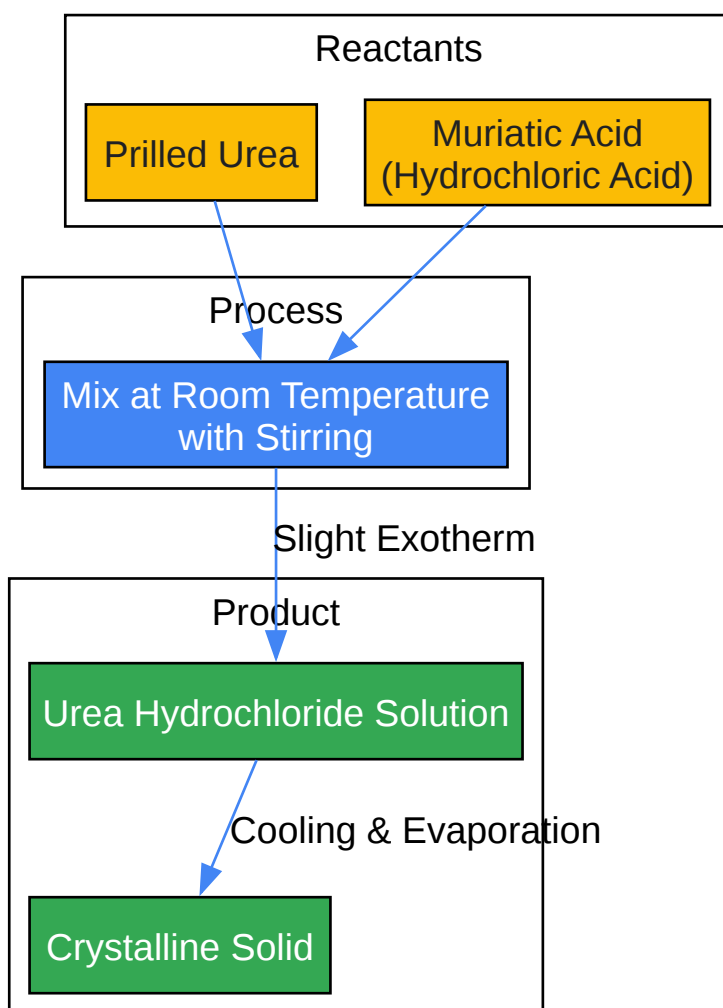 Reactants
Prilled Urea
Muriatic Acid
(Hydrochloric Acid)
Process
Mix at Room Temperature
with Stirring
Slight Exotherm
Product
Urea Hydrochloride Solution
Cooling & Evaporation
Crystalline Solid